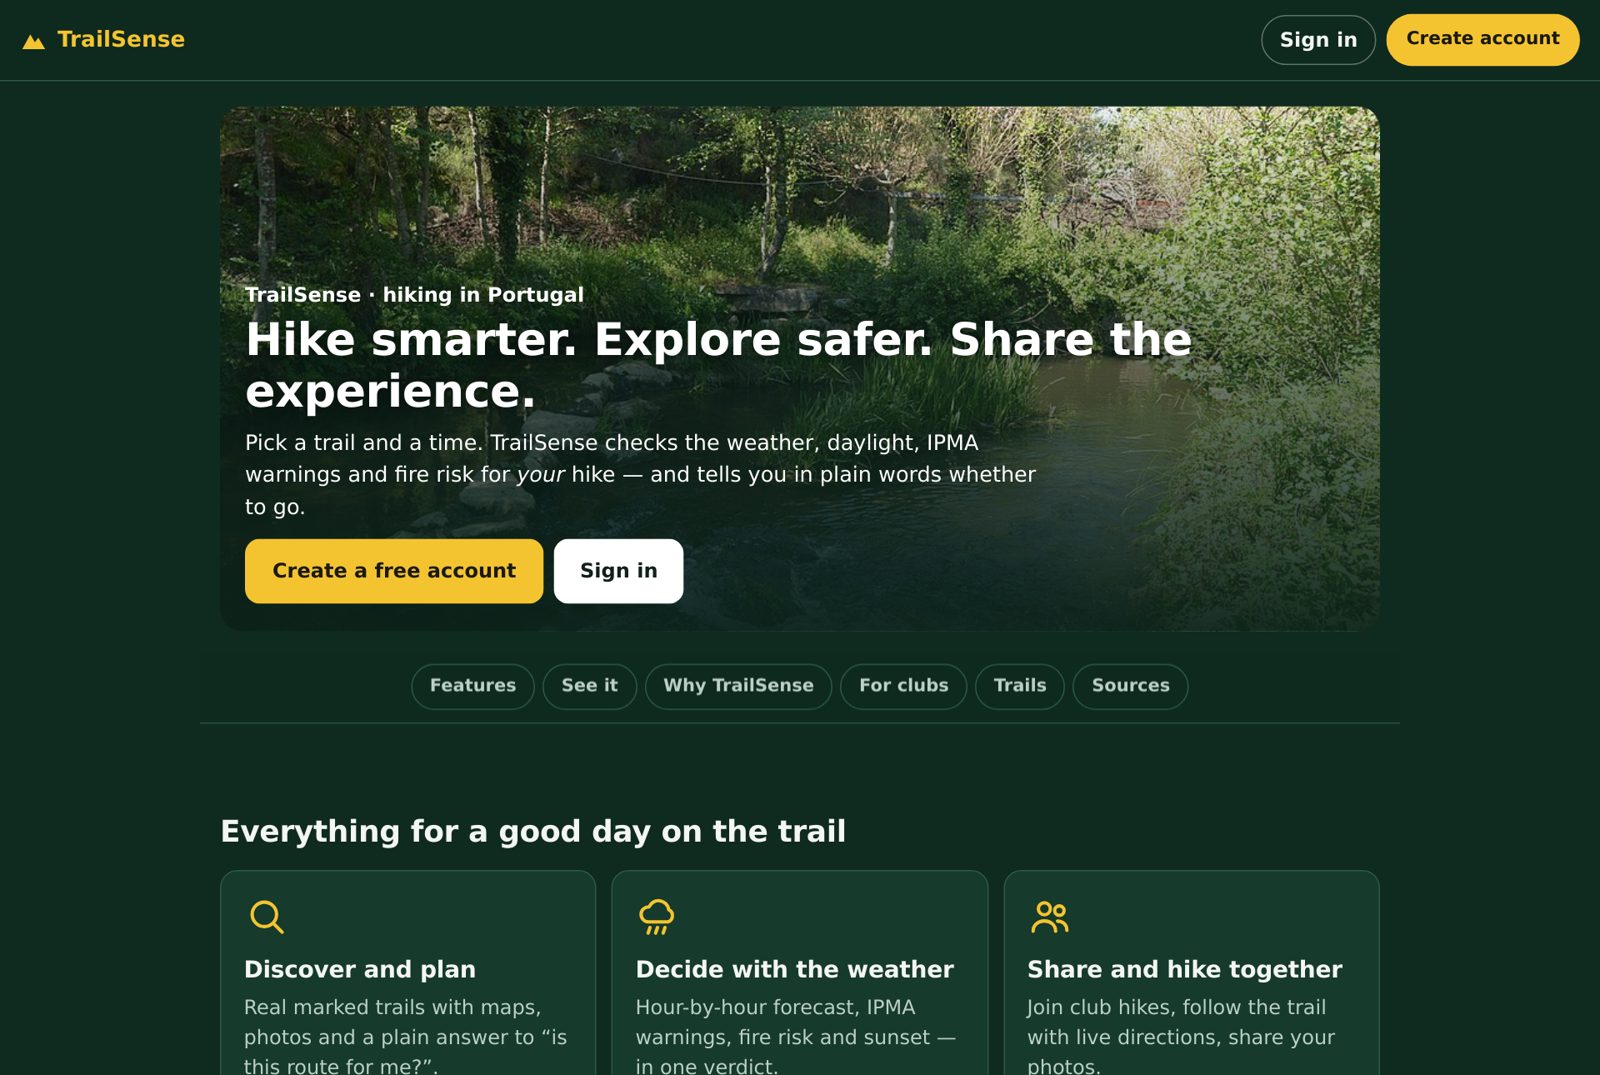 TrailSense
Sign in
Create account
TrailSense · hiking in Portugal
Hike smarter. Explore safer. Share the
experience.
Pick a trail and a time. TrailSense checks the weather, daylight, IPMA
warnings and fire risk for your hike — and tells you in plain words whether
to go.
Create a free account
Sign in
Features
See it
Why TrailSense
For clubs
Trails
Sources
Everything for a good day on the trail
Discover and plan
Real marked trails with maps,
photos and a plain answer to “is
this route for me?”.
Decide with the weather
Hour-by-hour forecast, IPMA
warnings, fire risk and sunset —
in one verdict.
Share and hike together
Join club hikes, follow the trail
with live directions, share your
photos.